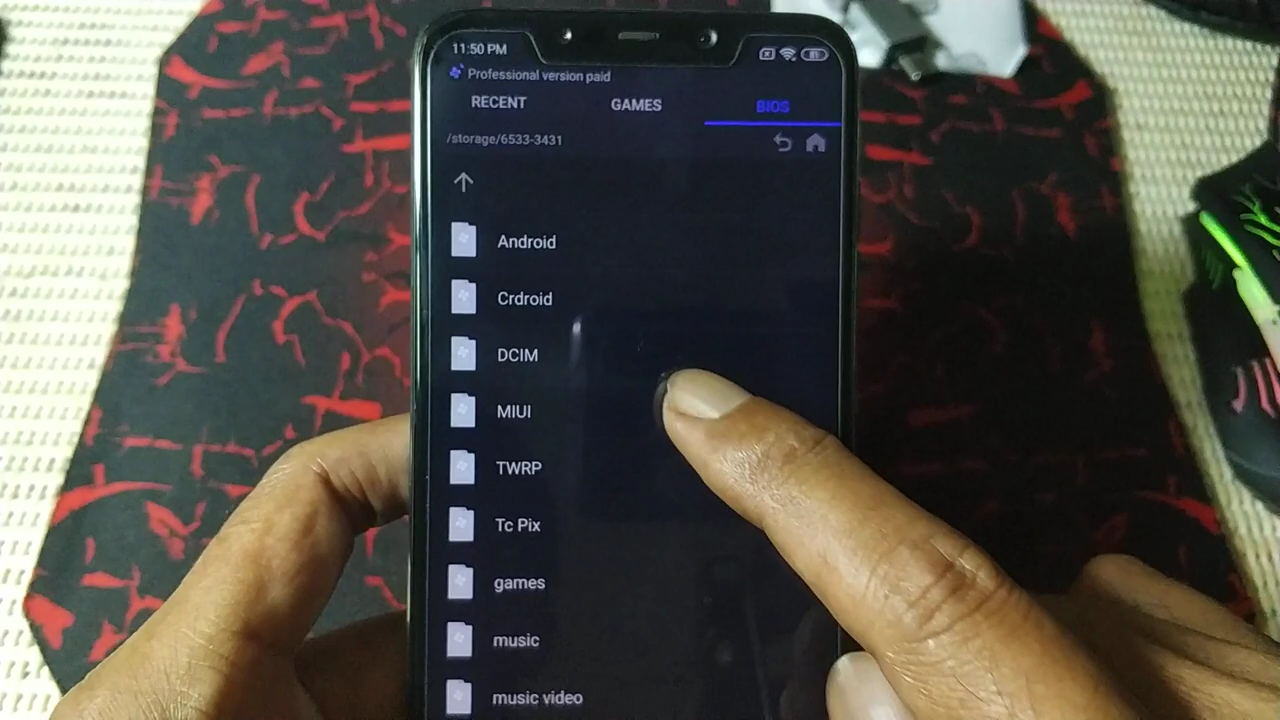 11:50 PM
Professional version paid
RECENT GAMES BIOS
/storage/6533-3431
Android
Crdroid
DCIM
MIUI
TWRP
Tc Pix
games
music
music video